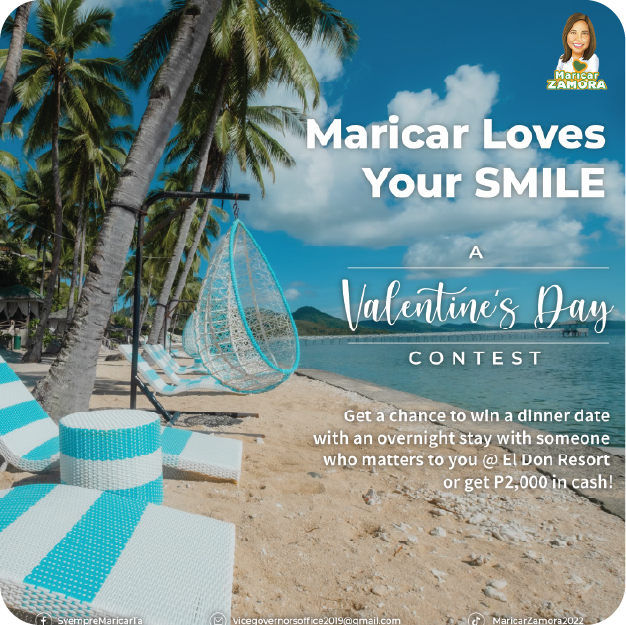 Maricar
ZAMORA
Maricar Loves
Your SMILE
A
Valentine's Day
CONTEST
Get a chance to win a dinner date
with an overnight stay with someone
who matters to you @ El Don Resort
or get P2,000 in cash!
SyempreMaricarTa
vicegovernorsoffice2019@gmail.com
MaricarZamora2022